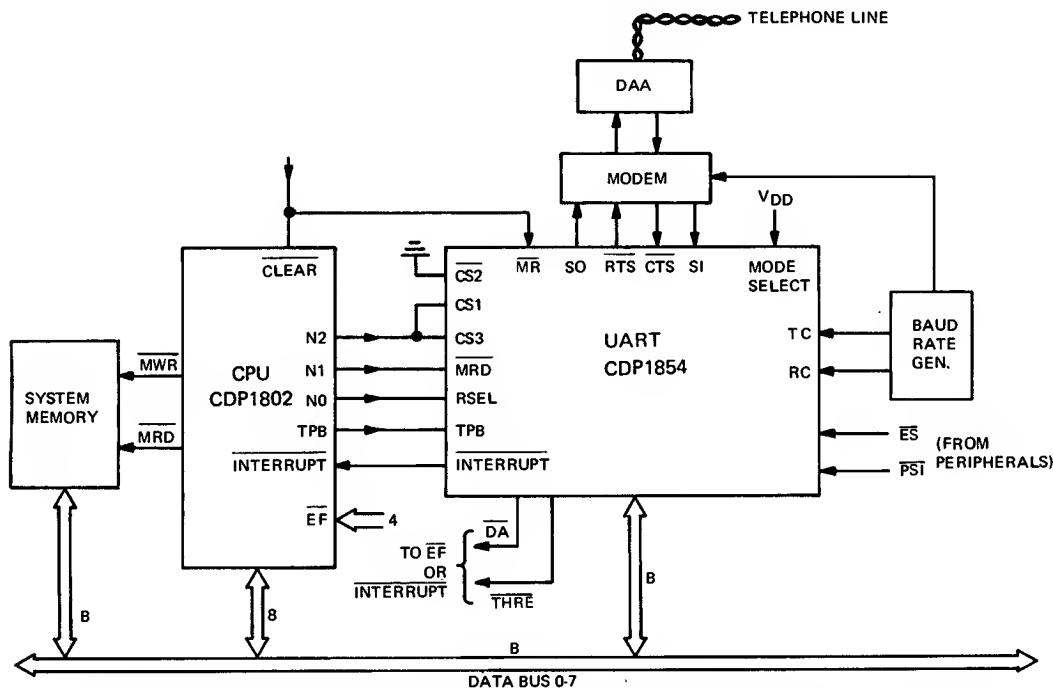 TELEPHONE LINE
DAA
MODEM
VDD
CLEAR
MR SO RTS CTS SI MODE
SELECT
CS2
CS1
N2 CS3
N1 MRD
N0 RSEL
TPB TPB
INTERRUPT INTERRUPT
EF 4
CPU
CDP1802
UART
CDP1854
TC
RC
BAUD
RATE
GEN.
ES
PSI
(FROM
PERIPHERALS)
SYSTEM
MEMORY
MWR
MRD
DA
TO EF
OR
INTERRUPT
THRE
B
8
B
B
DATA BUS 0-7